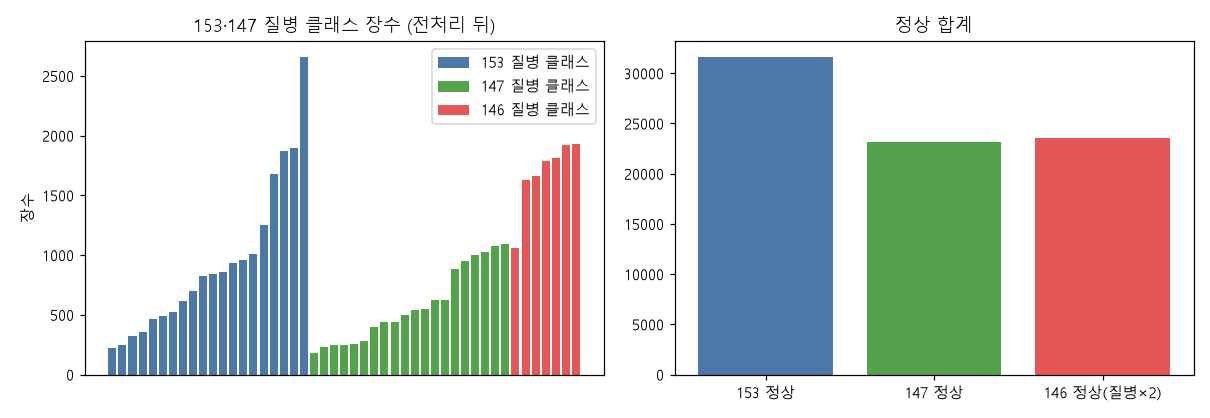 153·147 질병 클래스 장수 (전처리 뒤)
153 질병 클래스
147 질병 클래스
146 질병 클래스
장수
2500
2000
1500
1000
500
0
정상 합계
30000
25000
20000
15000
10000
5000
0
153 정상
147 정상
146 정상(질병×2)